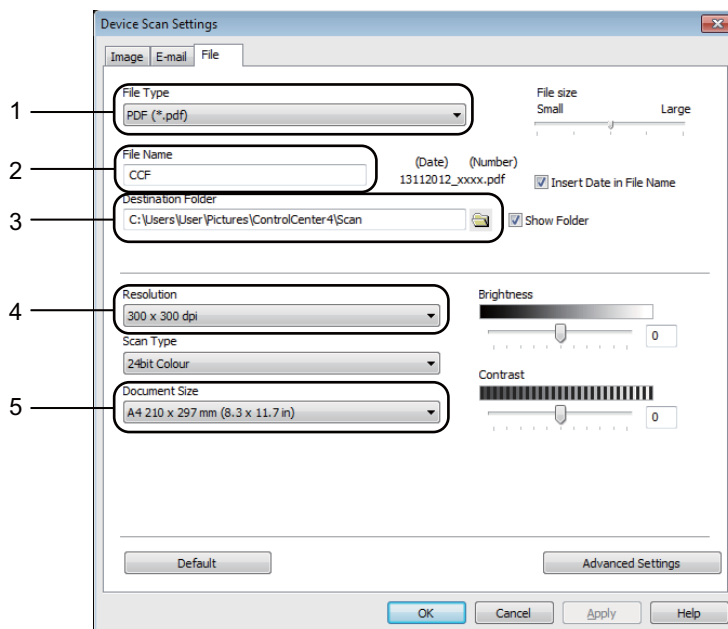 Device Scan Settings
Image E-mail File
1
File Type
PDF (*.pdf)
File size
Small Large
2
File Name
CCF
(Date) (Number)
13112012_xxxx.pdf
Insert Date in File Name
3
Destination Folder
C:\Users\User\Pictures\ControlCenter4\Scan
Show Folder
4
Resolution
300 x 300 dpi
Brightness
0
Scan Type
24bit Colour
Contrast
0
5
Document Size
A4 210 x 297 mm (8.3 x 11.7 in)
Default
Advanced Settings
OK Cancel Apply Help